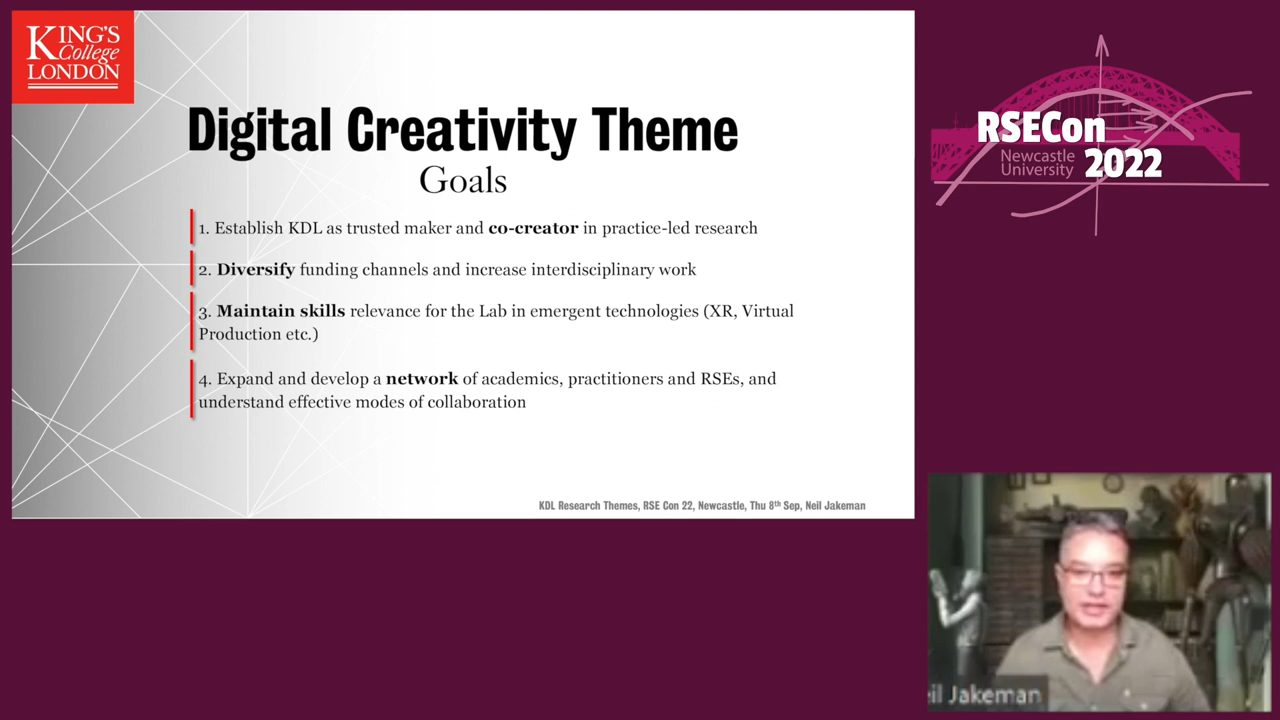 KING'S
College
LONDON
Digital Creativity Theme
Goals
1. Establish KDL as trusted maker and co-creator in practice-led research
2. Diversify funding channels and increase interdisciplinary work
3. Maintain skills relevance for the Lab in emergent technologies (XR, Virtual
Production etc.)
4. Expand and develop a network of academics, practitioners and RSEs, and
understand effective modes of collaboration
KDL Research Themes, RSE Con 22, Newcastle, Thu 8th Sep, Neil Jakeman
RSECon
Newcastle
University
2022
eil Jakeman